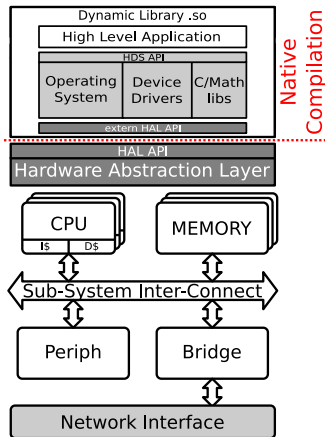 Dynamic Library .so
High Level Application
HDS API
Operating
System
Device
Drivers
C/Math
libs
extern HAL API
Native
Compilation
HAL API
Hardware Abstraction Layer
CPU
I$ D$
MEMORY
Sub-System Inter-Connect
Periph
Bridge
Network Interface